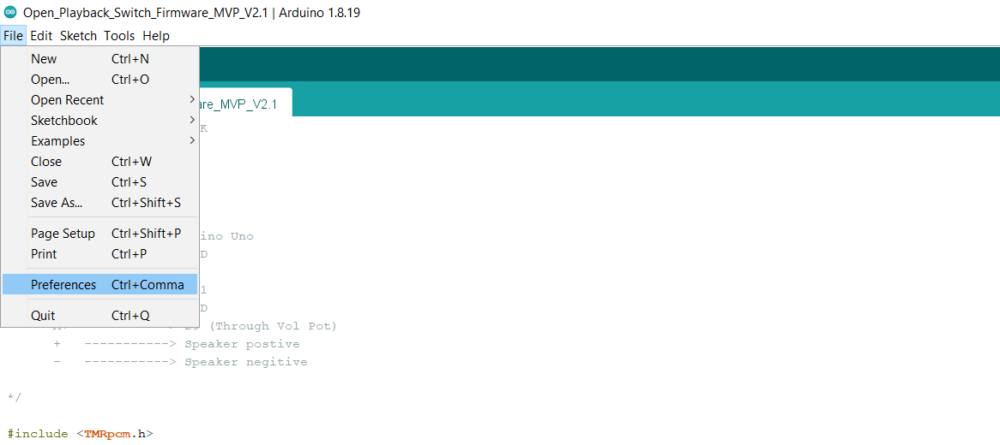 Open_Playback_Switch_Firmware_MVP_V2.1 | Arduino 1.8.19
File Edit Sketch Tools Help
New Ctrl+N
Open... Ctrl+O
Open Recent
Sketchbook
Examples
Close Ctrl+W
Save Ctrl+S
Save As... Ctrl+Shift+S
Page Setup Ctrl+Shift+P
Print Ctrl+P
Preferences Ctrl+Comma
Quit Ctrl+Q
are_MVP_V2.1
K
ino Uno
D
1
D
(Through Vol Pot)
+ -----------> Speaker postive
- -----------> Speaker negitive
*/
#include <TMRpcm.h>